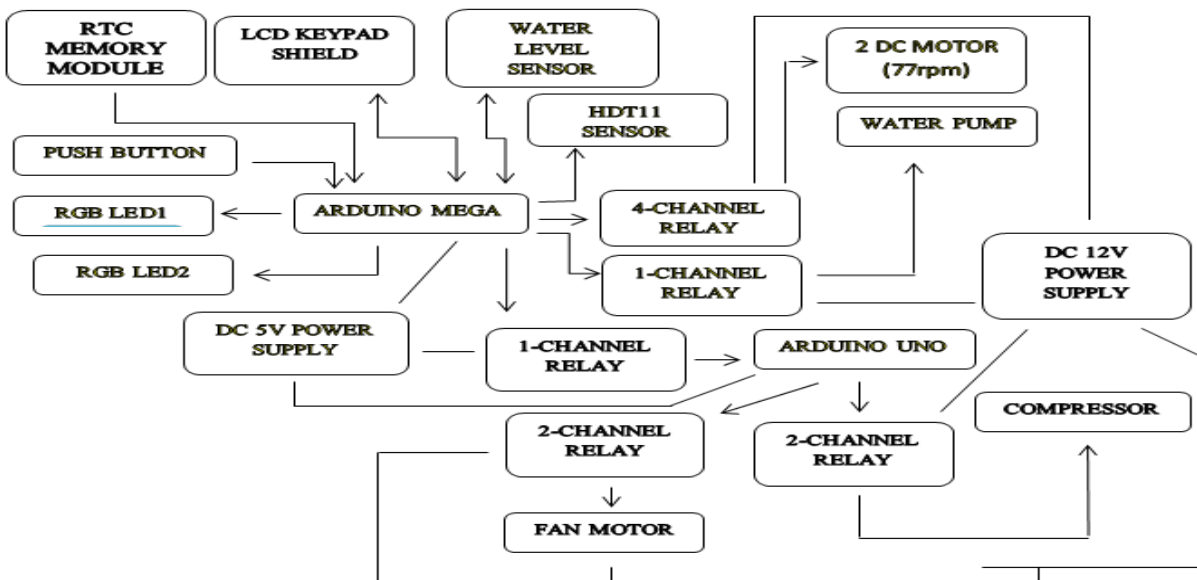 RTC
MEMORY
MODULE
LCD KEYPAD
SHIELD
WATER
LEVEL
SENSOR
2 DC MOTOR
(77rpm)
HDT11
SENSOR
WATER PUMP
PUSH BUTTON
RGB LED1
ARDUINO MEGA
4-CHANNEL
RELAY
RGB LED2
1-CHANNEL
RELAY
DC 12V
POWER
SUPPLY
DC 5V POWER
SUPPLY
1-CHANNEL
RELAY
ARDUINO UNO
COMPRESSOR
2-CHANNEL
RELAY
2-CHANNEL
RELAY
FAN MOTOR